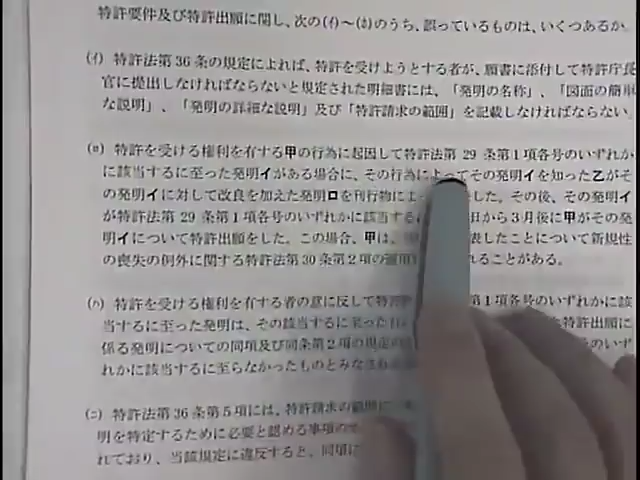 特許要件及び特許出願に関し、次の(イ)～(ホ)のうち、誤っているものは、いくつあるか。
(イ) 特許法第36条の規定によれば、特許を受けようとする者が、願書に添付して特許庁長
官に提出しなければならないと規定された明細書には、「発明の名称」、「図面の簡単
な説明」、「発明の詳細な説明」及び「特許請求の範囲」を記載しなければならない。
(ロ) 特許を受ける権利を有する甲の行為に起因して特許法第29条第1項各号のいずれか
に該当するに至った発明イがある場合に、その行為によってその発明イを知った乙がそ
の発明イに対して改良を加えた発明ロを刊行物によっ した。その後、その発明イ
が特許法第29条第1項各号のいずれかに該当する 日から3月後に甲がその発
明イについて特許出願をした。この場合、甲は、 表したことについて新規性
の喪失の例外に関する特許法第30条第2項の適用 れることがある。
(ハ) 特許を受ける権利を有する者の意に反して特許 第1項各号のいずれかに該
当するに至った発明は、その該当するに至った日 特許出願に
係る発明についての同項及び同条第2項の規定の のいず
れかに該当するに至らなかったものとみなさ
(ニ) 特許法第36条第5項には、特許請求の範囲に
明を特定するために必要と認める事項の
れており、当該規定に違反すると、同項に